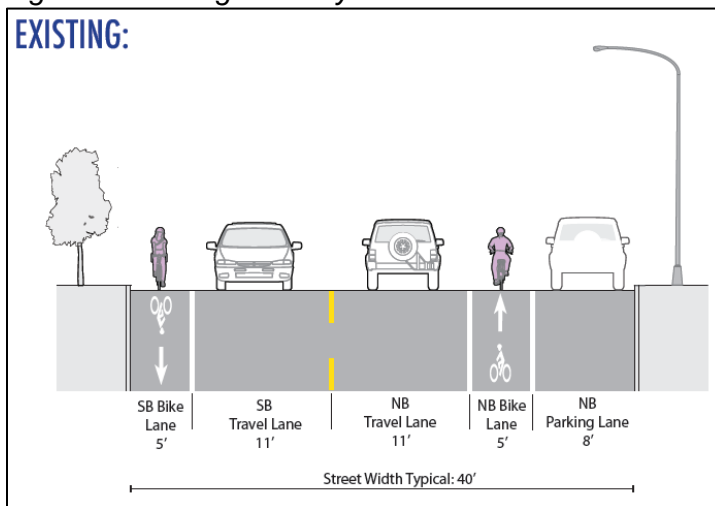 EXISTING:
SB Bike
Lane
5’
SB
Travel Lane
11’
NB
Travel Lane
11’
NB Bike
Lane
5’
NB
Parking Lane
8’
Street Width Typical: 40’